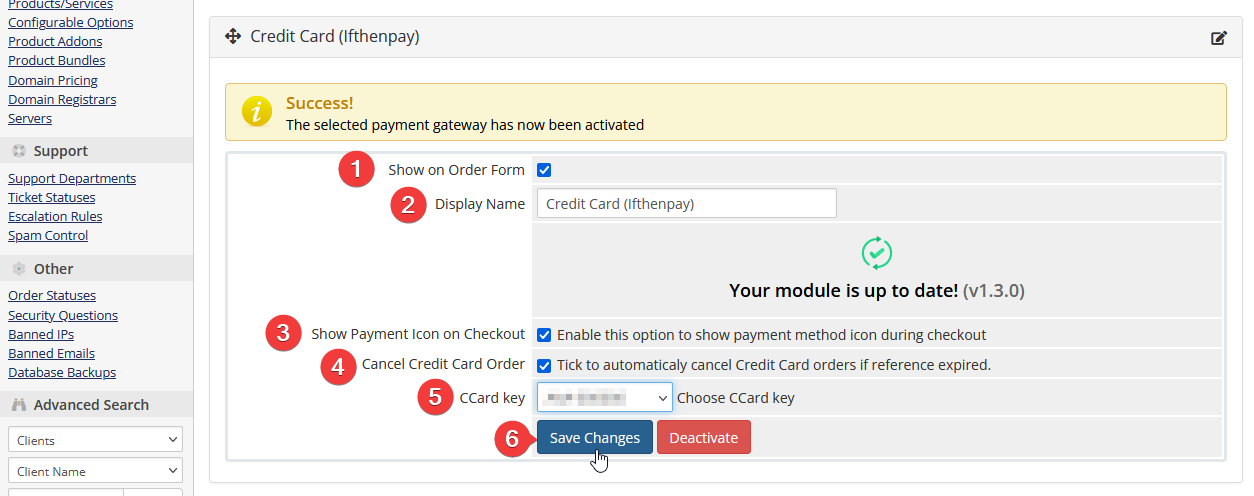 Products/Services
Configurable Options
Product Addons
Product Bundles
Domain Pricing
Domain Registrars
Servers
Support
Support Departments
Ticket Statuses
Escalation Rules
Spam Control
Other
Order Statuses
Security Questions
Banned IPs
Banned Emails
Database Backups
Advanced Search
Clients
Client Name
Credit Card (Ifthenpay)
Success!
The selected payment gateway has now been activated
1 Show on Order Form
2 Display Name Credit Card (Ifthenpay)
Your module is up to date! (v1.3.0)
3 Show Payment Icon on Checkout Enable this option to show payment method icon during checkout
4 Cancel Credit Card Order Tick to automaticaly cancel Credit Card orders if reference expired.
5 CCard key Choose CCard key
6 Save Changes Deactivate